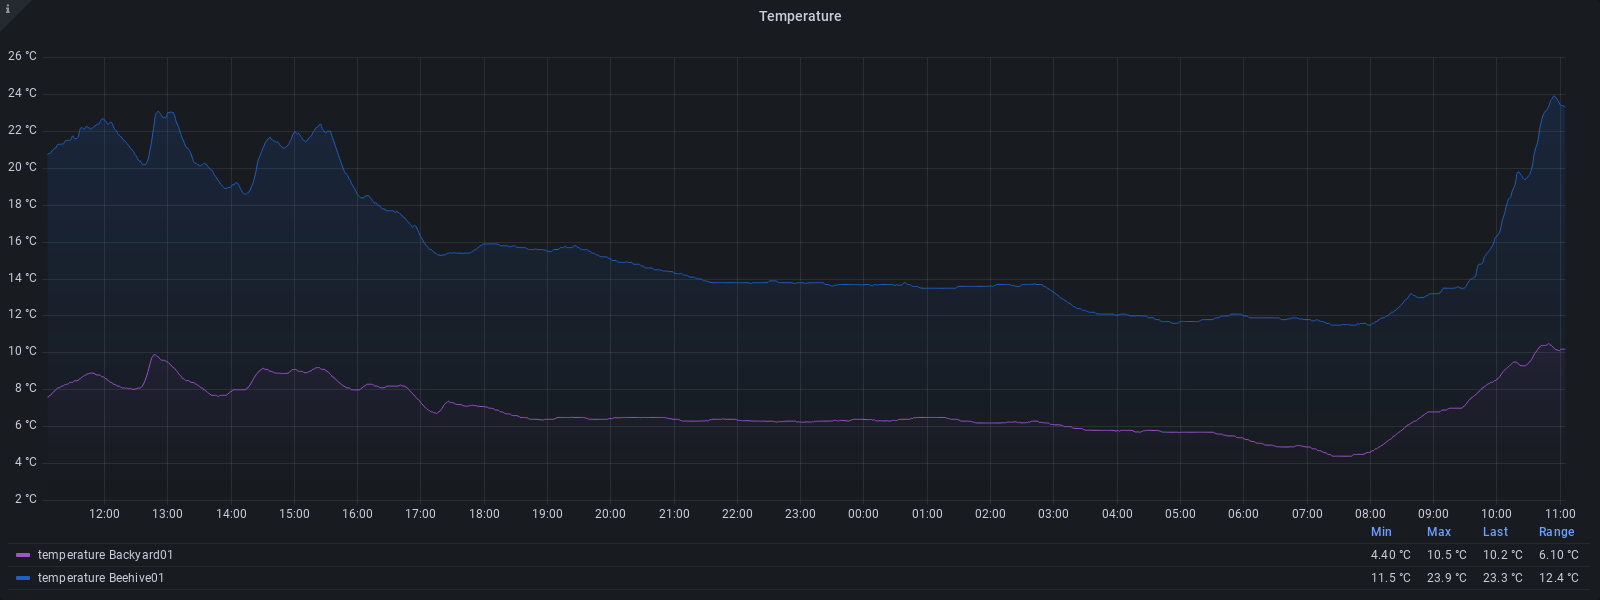 i
Temperature
26 °C
24 °C
22 °C
20 °C
18 °C
16 °C
14 °C
12 °C
10 °C
8 °C
6 °C
4 °C
2 °C
12:00 13:00 14:00 15:00 16:00 17:00 18:00 19:00 20:00 21:00 22:00 23:00 00:00 01:00 02:00 03:00 04:00 05:00 06:00 07:00 08:00 09:00 10:00 11:00
Min Max Last Range
temperature Backyard01 4.40 °C 10.5 °C 10.2 °C 6.10 °C
temperature Beehive01 11.5 °C 23.9 °C 23.3 °C 12.4 °C